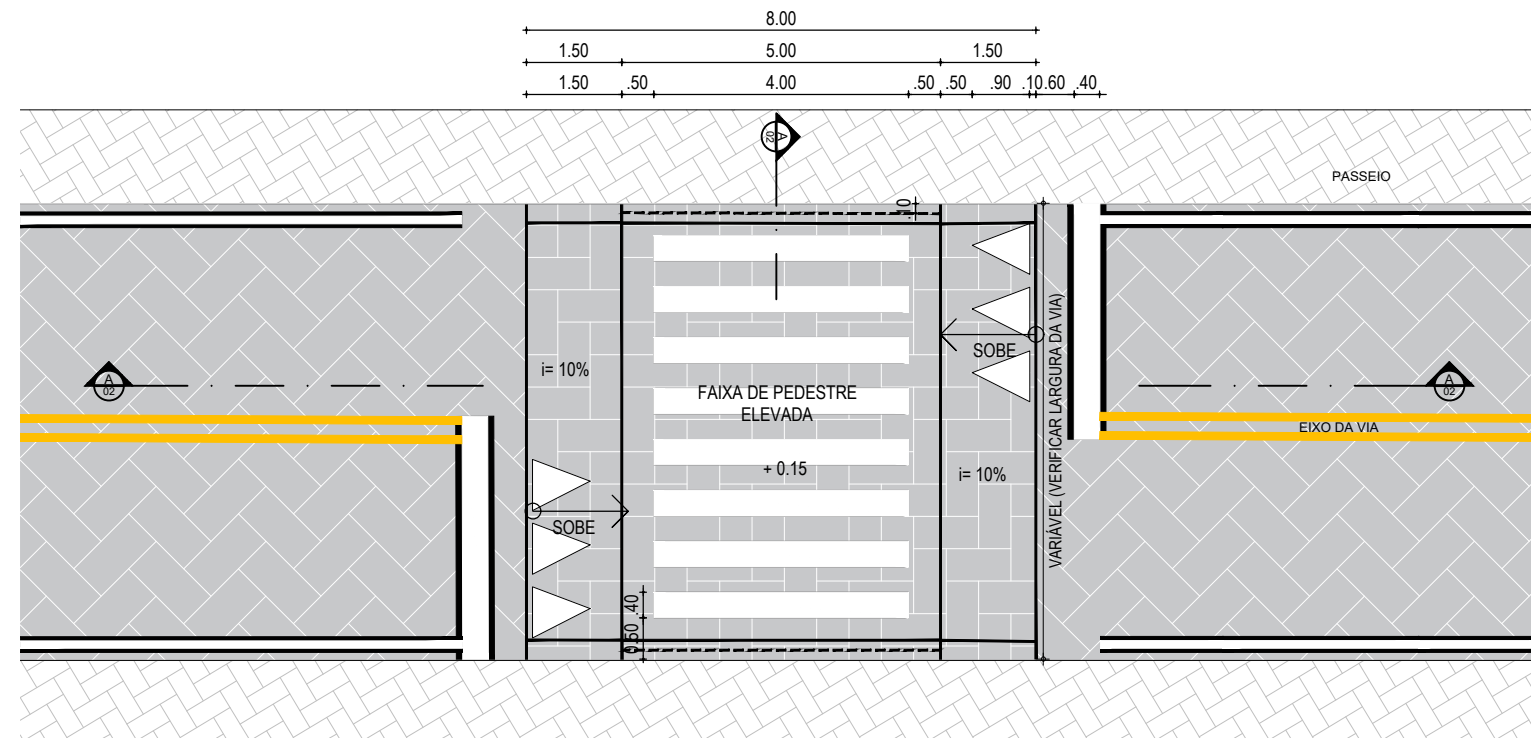 8.00
1.50 5.00 1.50
1.50 .50 4.00 .50 .50 .90 .10 .60 .40
A
02
PASSEIO
.10
SOBE
i= 10%
A
02
FAIXA DE PEDESTRE
ELEVADA
VARIÁVEL (VERIFICAR LARGURA DA VIA)
A
02
EIXO DA VIA
+ 0.15
i= 10%
SOBE
.40
0.50